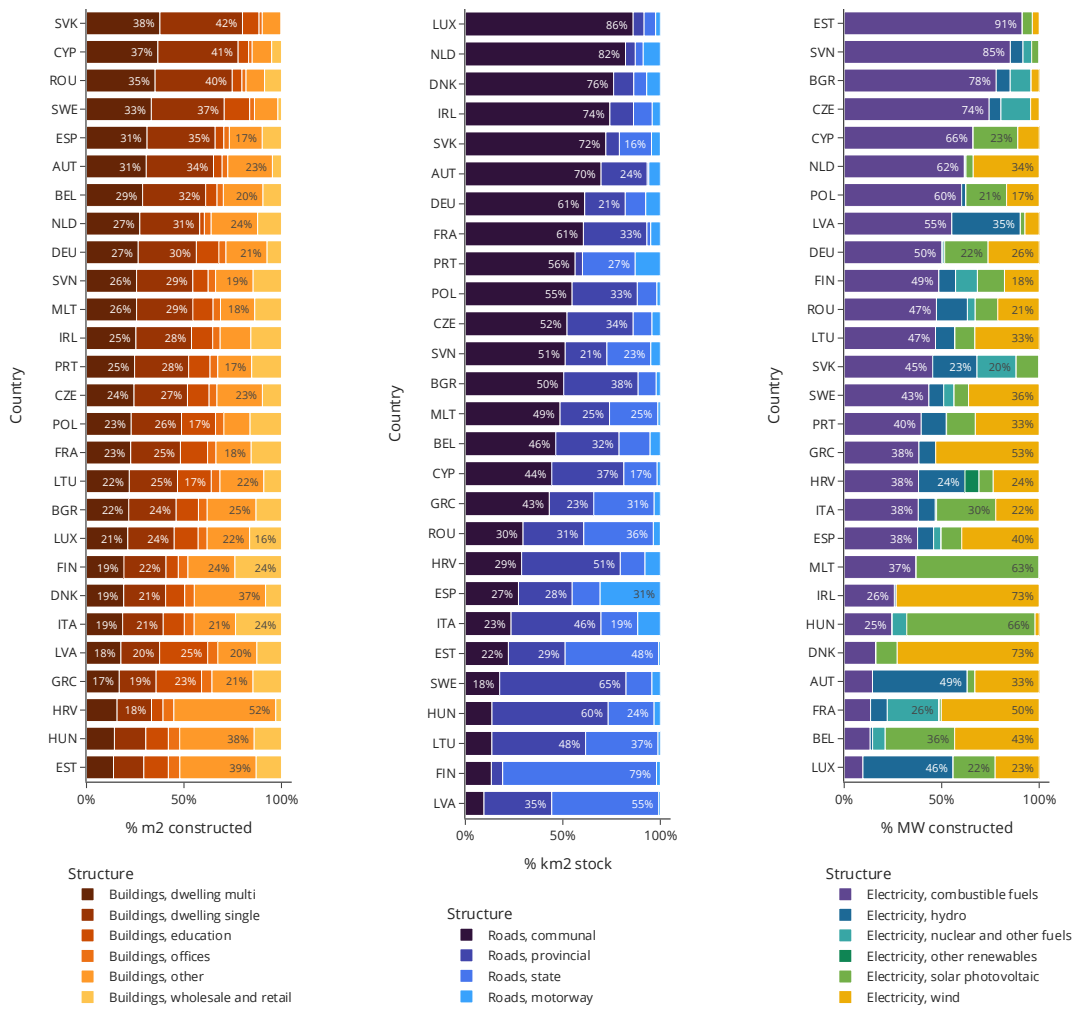 SVK 38% 42%
CYP 37% 41%
ROU 35% 40%
SWE 33% 37%
ESP 31% 35% 17%
AUT 31% 34% 23%
BEL 29% 32% 20%
NLD 27% 31% 24%
DEU 27% 30% 21%
SVN 26% 29% 19%
MLT 26% 29% 18%
IRL 25% 28%
PRT 25% 28% 17%
CZE 24% 27% 23%
POL 23% 26% 17%
FRA 23% 25% 18%
LTU 22% 25% 17% 22%
BGR 22% 24% 25%
LUX 21% 24% 22% 16%
FIN 19% 22% 24% 24%
DNK 19% 21% 37%
ITA 19% 21% 21% 24%
LVA 18% 20% 25% 20%
GRC 17% 19% 23% 21%
HRV 18% 52%
HUN 38%
EST 39%
Country
0% 50% 100%
% m2 constructed
Structure
Buildings, dwelling multi
Buildings, dwelling single
Buildings, education
Buildings, offices
Buildings, other
Buildings, wholesale and retail
LUX 86%
NLD 82%
DNK 76%
IRL 74%
SVK 72% 16%
AUT 70% 24%
DEU 61% 21%
FRA 61% 33%
PRT 56% 27%
POL 55% 33%
CZE 52% 34%
SVN 51% 21% 23%
BGR 50% 38%
MLT 49% 25% 25%
BEL 46% 32%
CYP 44% 37% 17%
GRC 43% 23% 31%
ROU 30% 31% 36%
HRV 29% 51%
ESP 27% 28% 31%
ITA 23% 46% 19%
EST 22% 29% 48%
SWE 18% 65%
HUN 60% 24%
LTU 48% 37%
FIN 79%
LVA 35% 55%
Country
0% 50% 100%
% km2 stock
Structure
Roads, communal
Roads, provincial
Roads, state
Roads, motorway
EST 91%
SVN 85%
BGR 78%
CZE 74%
CYP 66% 23%
NLD 62% 34%
POL 60% 21% 17%
LVA 55% 35%
DEU 50% 22% 26%
FIN 49% 18%
ROU 47% 21%
LTU 47% 33%
SVK 45% 23% 20%
SWE 43% 36%
PRT 40% 33%
GRC 38% 53%
HRV 38% 24% 24%
ITA 38% 30% 22%
ESP 38% 40%
MLT 37% 63%
IRL 26% 73%
HUN 25% 66%
DNK 73%
AUT 49% 33%
FRA 26% 50%
BEL 36% 43%
LUX 46% 22% 23%
Country
0% 50% 100%
% MW constructed
Structure
Electricity, combustible fuels
Electricity, hydro
Electricity, nuclear and other fuels
Electricity, other renewables
Electricity, solar photovoltaic
Electricity, wind